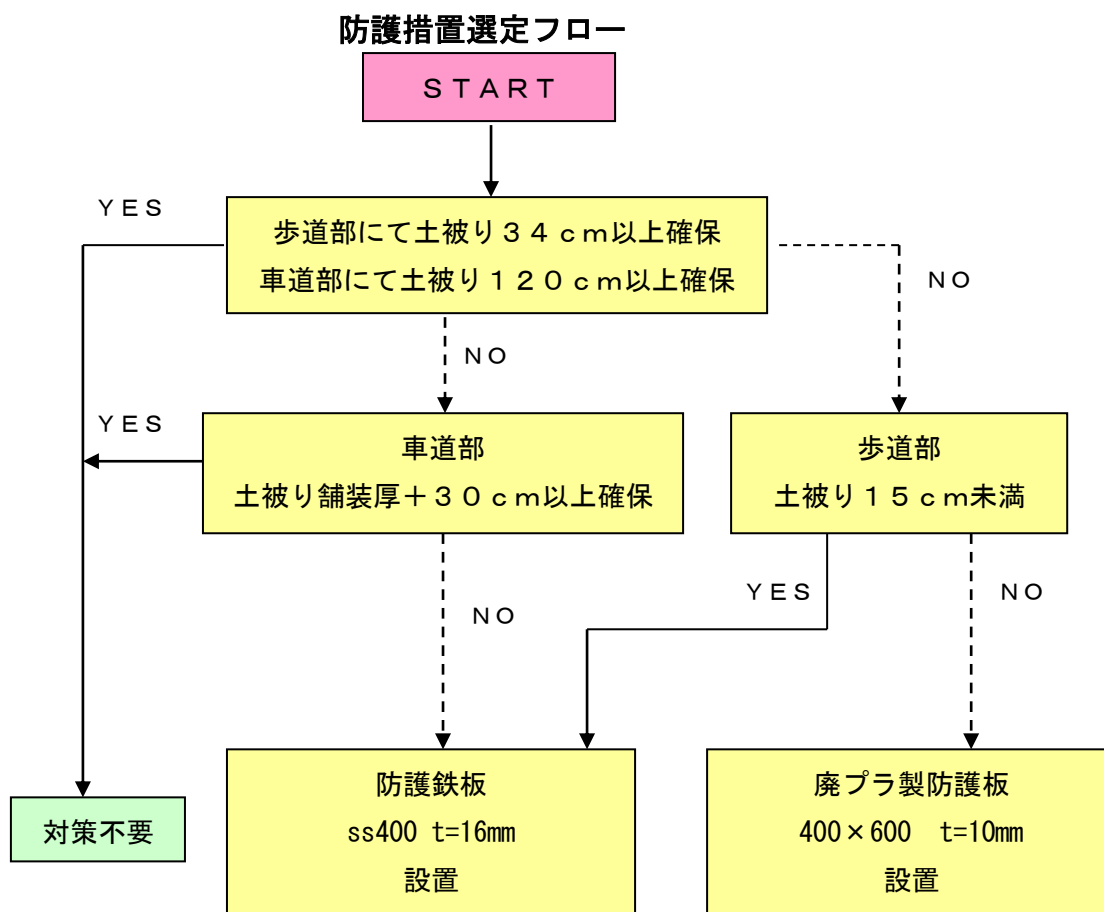 防護措置選定フロー
ＳＴＡＲＴ
ＹＥＳ
歩道部にて土被り３４ｃｍ以上確保
車道部にて土被り１２０ｃｍ以上確保
ＮＯ
ＮＯ
ＹＥＳ
車道部
土被り舗装厚＋３０ｃｍ以上確保
歩道部
土被り１５ｃｍ未満
ＮＯ
ＹＥＳ
ＮＯ
対策不要
防護鉄板
ss400 t=16mm
設置
廃プラ製防護板
400×600　t=10mm
設置